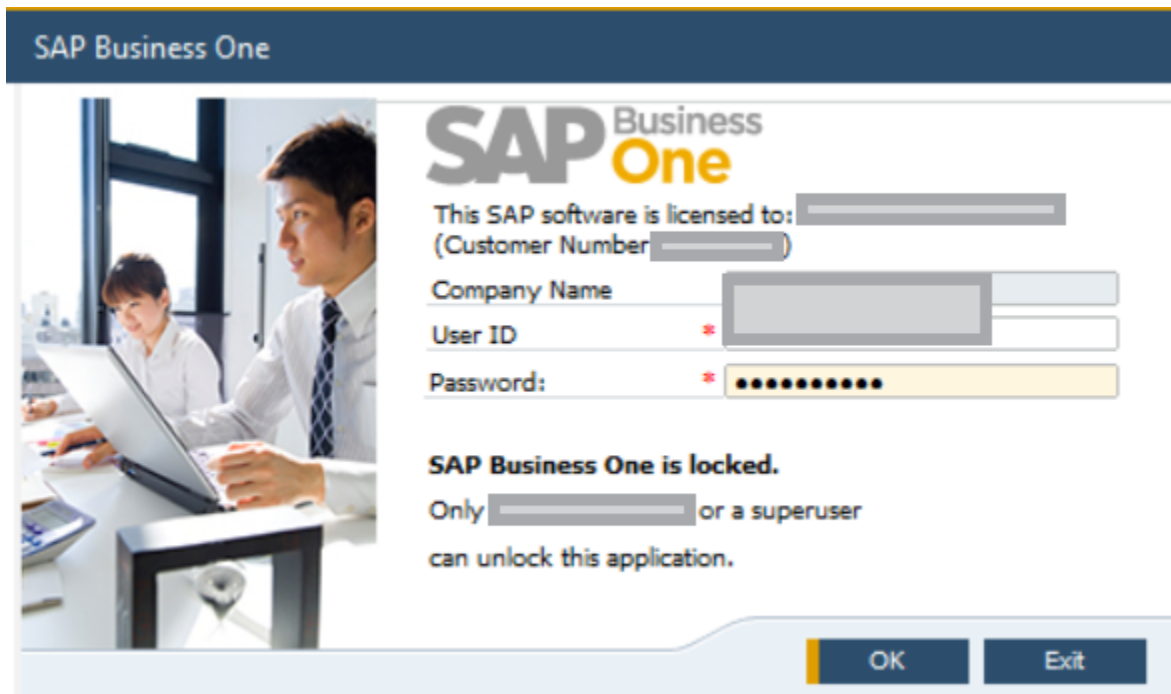 SAP Business One
SAP Business One
This SAP software is licensed to:
(Customer Number )
Company Name
User ID *
Password: * ••••••••••
SAP Business One is locked.
Only or a superuser
can unlock this application.
OK Exit